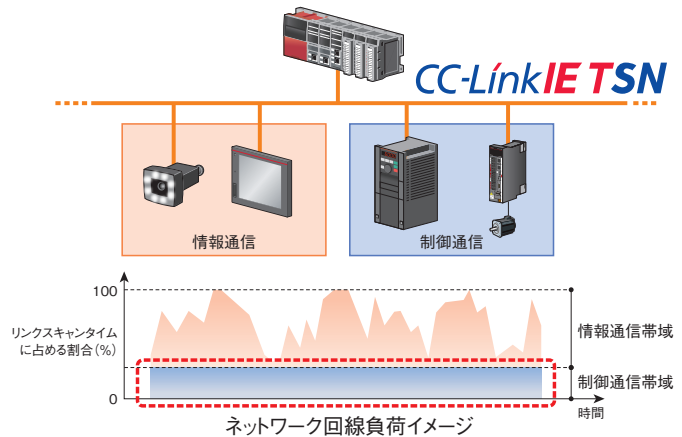 CC-Link IE TSN
情報通信
制御通信
100
リンクスキャンタイム
に占める割合(%)
0
情報通信帯域
制御通信帯域
時間
ネットワーク回線負荷イメージ